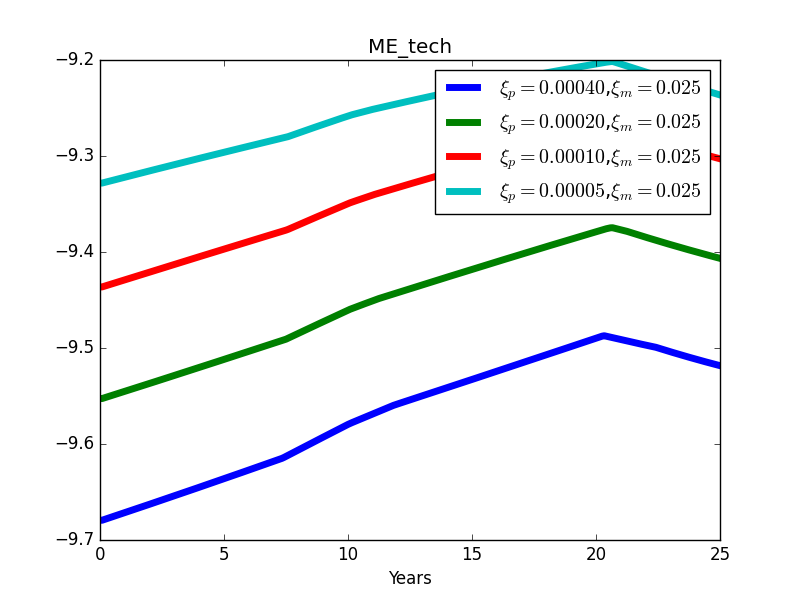 ME_tech
−9.2
−9.3
−9.4
−9.5
−9.6
−9.7
ξp = 0.00040,ξm = 0.025
ξp = 0.00020,ξm = 0.025
ξp = 0.00010,ξm = 0.025
ξp = 0.00005,ξm = 0.025
0 5 10 15 20 25
Years